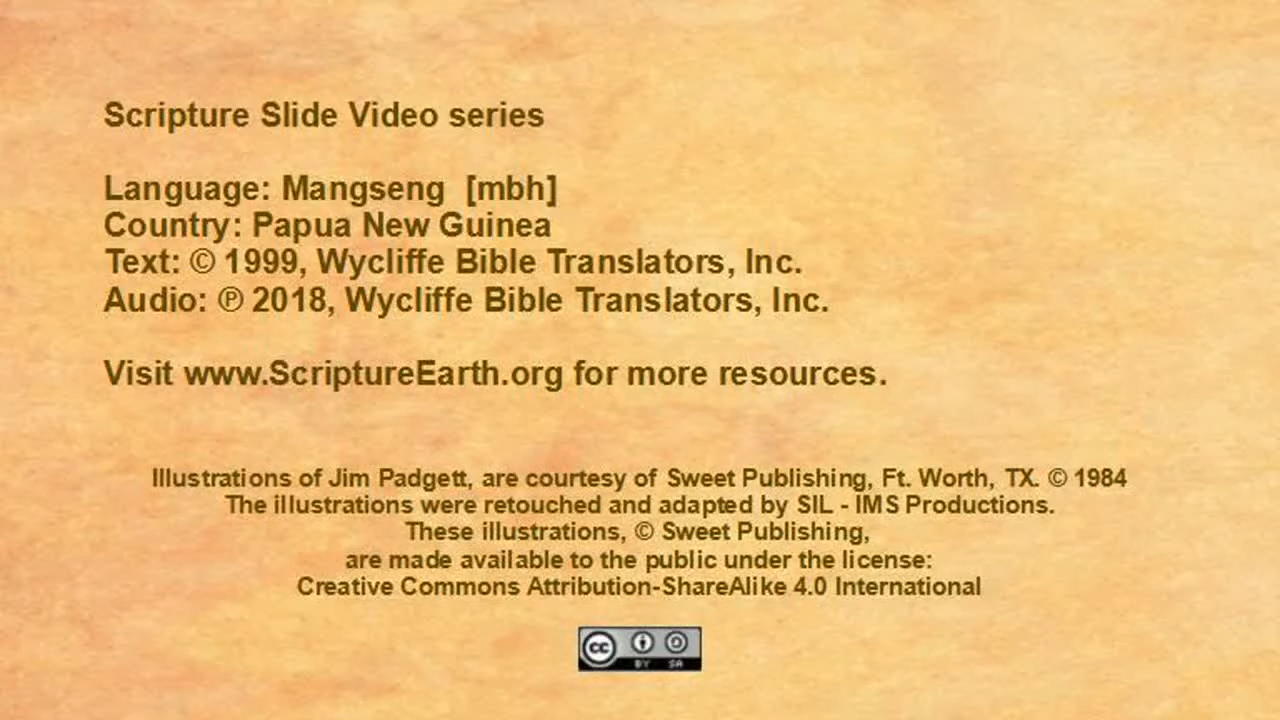 Scripture Slide Video series
Language: Mangseng [mbh]
Country: Papua New Guinea
Text: © 1999, Wycliffe Bible Translators, Inc.
Audio: ℗ 2018, Wycliffe Bible Translators, Inc.
Visit www.ScriptureEarth.org for more resources.
Illustrations of Jim Padgett, are courtesy of Sweet Publishing, Ft. Worth, TX. © 1984
The illustrations were retouched and adapted by SIL - IMS Productions.
These illustrations, © Sweet Publishing,
are made available to the public under the license:
Creative Commons Attribution-ShareAlike 4.0 International
cc BY SA